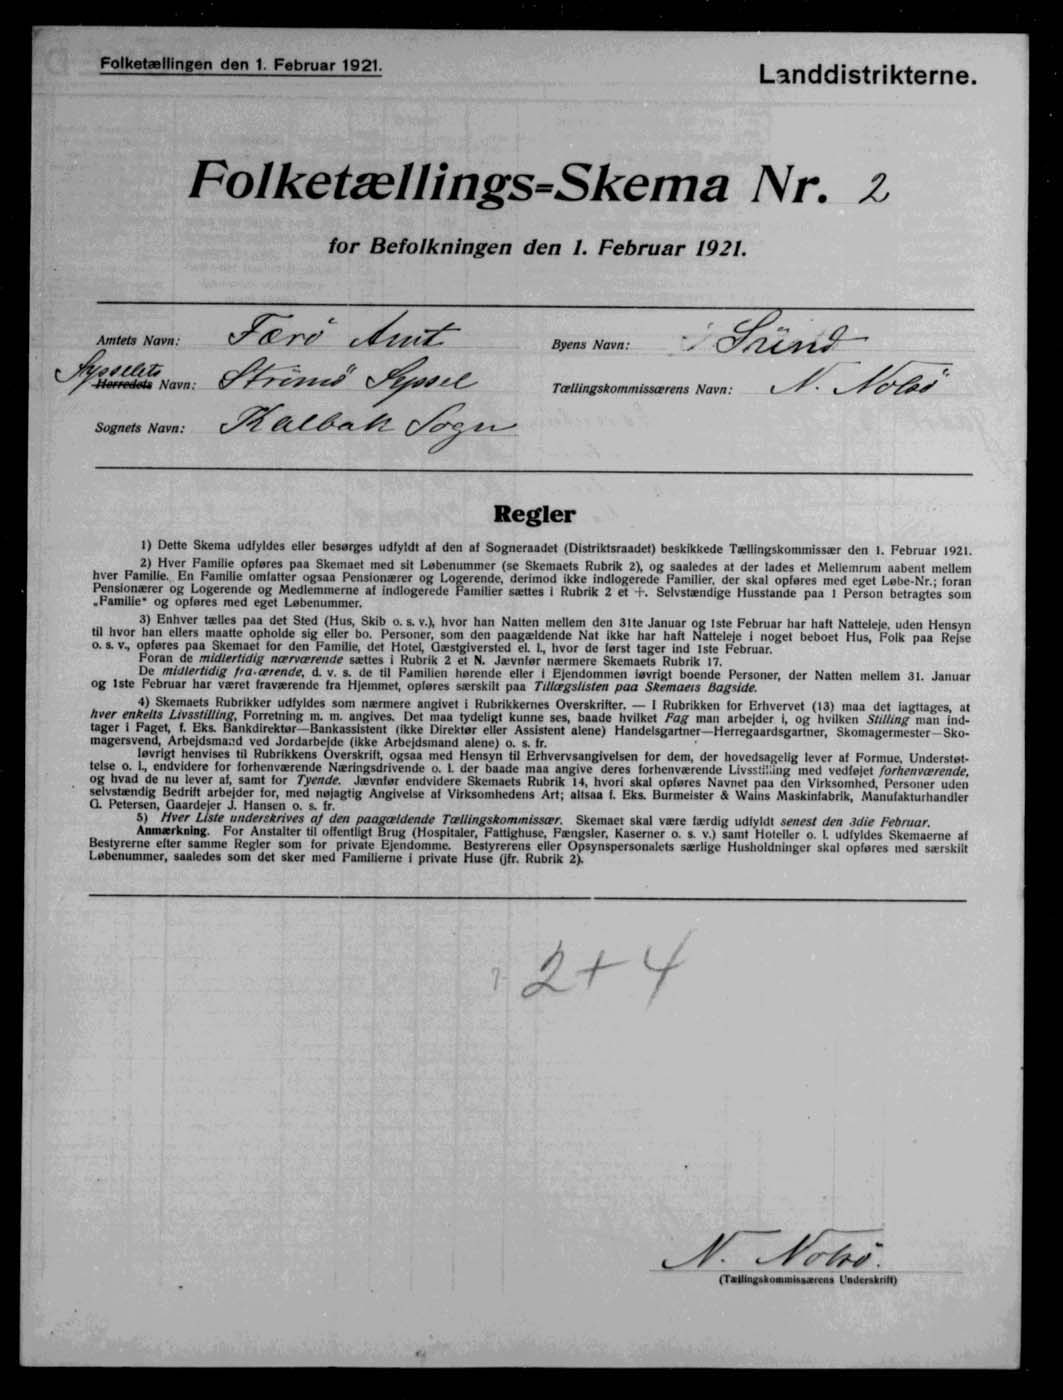 Folketællingen den 1. Februar 1921.
Landdistrikterne.
Folketællings=Skema Nr. 2
for Befolkningen den 1. Februar 1921.
Amtets Navn: Færö Amt
Byens Navn: Sund
Sysselets
Herredets Navn: Strömö Syssel
Tællingskommissærens Navn: N. Nolsö
Sognets Navn: Kalbak Sogn
Regler
1) Dette Skema udfyldes eller besørges udfyldt af den af Sogneraadet (Distriktsraadet) beskikkede Tællingskommissær den 1. Februar 1921.
2) Hver Familie opføres paa Skemaet med sit Løbenummer (se Skemaets Rubrik 2), og saaledes at der lades et Mellemrum aabent mellem
hver Familie. En Familie omfatter ogsaa Pensionærer og Logerende, derimod ikke indlogerede Familier, der skal opføres med eget Løbe-Nr.; foran
Pensionærer og Logerende og Medlemmerne af indlogerede Familier sættes i Rubrik 2 et +. Selvstændige Husstande paa 1 Person betragtes som
„Familie“ og opføres med eget Løbenummer.
3) Enhver tælles paa det Sted (Hus, Skib o. s. v.), hvor han Natten mellem den 31te Januar og 1ste Februar har haft Natteleje, uden Hensyn
til hvor han ellers maatte opholde sig eller bo. Personer, som den paagældende Nat ikke har haft Natteleje i noget beboet Hus, Folk paa Rejse
o. s. v., opføres paa Skemaet for den Familie, det Hotel, Gæstgiversted el. l., hvor de først tager ind 1ste Februar.
Foran de midlertidig nærværende sættes i Rubrik 2 et N. Jævnfør nærmere Skemaets Rubrik 17.
De midlertidig fraværende, d. v. s. de til Familien hørende eller i Ejendommen iøvrigt boende Personer, der Natten mellem 31. Januar
og 1ste Februar har været fraværende fra Hjemmet, opføres særskilt paa Tillægslisten paa Skemaets Bagside.
4) Skemaets Rubrikker udfyldes som nærmere angivet i Rubrikkernes Overskrifter. — I Rubrikken for Erhvervet (13) maa det iagttages, at
hver enkelts Livsstilling, Forretning m. m. angives. Det maa tydeligt kunne ses, baade hvilket Fag man arbejder i, og hvilken Stilling man ind-
tager i Faget, f. Eks. Bankdirektør—Bankassistent (ikke Direktør eller Assistent alene) Handelsgartner—Herregaardsgartner, Skomagermester—Sko-
magersvend, Arbejdsmand ved Jordarbejde (ikke Arbejdsmand alene) o. s. fr.
Iøvrigt henvises til Rubrikkens Overskrift, ogsaa med Hensyn til Erhvervsangivelsen for dem, der hovedsagelig lever af Formue, Understøt-
telse o. l., endvidere for forhenværende Næringsdrivende o. l. der baade maa angive deres forhenværende Livsstilling med vedføjet forhenværende,
og hvad de nu lever af, samt for Tyende. Jævnfør endvidere Skemaets Rubrik 14, hvori skal opføres Navnet paa den Virksomhed, Personer uden
selvstændig Bedrift arbejder for, med nøjagtig Angivelse af Virksomhedens Art; altsaa f. Eks. Burmeister & Wains Maskinfabrik, Manufakturhandler
G. Petersen, Gaardejer J. Hansen o. s. fr.
5) Hver Liste underskrives af den paagældende Tællingskommissær. Skemaet skal være færdig udfyldt senest den 3die Februar.
Anmærkning. For Anstalter til offentligt Brug (Hospitaler, Fattighuse, Fængsler, Kaserner o. s. v.) samt Hoteller o. l. udfyldes Skemaerne af
Bestyrerne efter samme Regler som for private Ejendomme. Bestyrerens eller Opsynspersonalets særlige Husholdninger skal opføres med særskilt
Løbenummer, saaledes som det sker med Familierne i private Huse (jfr. Rubrik 2).
2 + 4
N. Nolsö.
(Tællingskommissærens Underskrift)